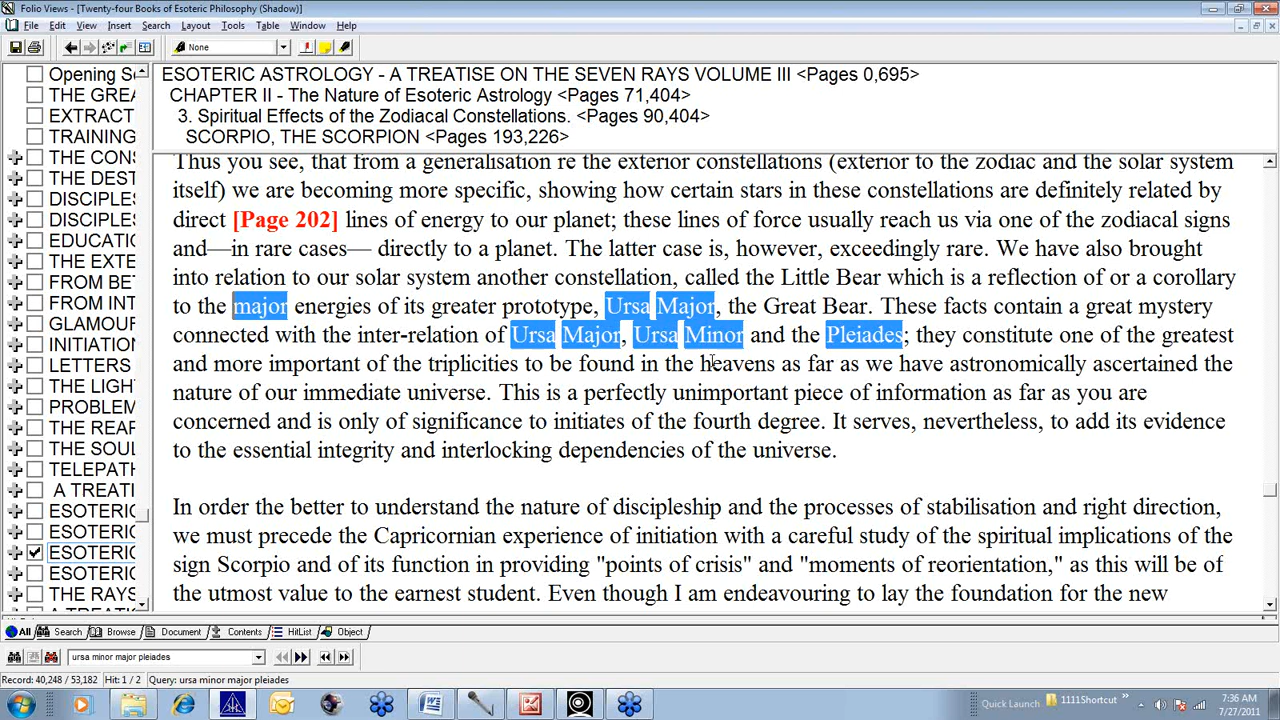 Folio Views - [Twenty-four Books of Esoteric Philosophy (Shadow)]
File Edit View Insert Search Layout Tools Table Window Help
None
Opening Se
THE GREA
EXTRACT
TRAINING
THE CONS
THE DEST
DISCIPLES
DISCIPLES
EDUCATIO
THE EXTE
FROM BE
FROM INT
GLAMOUR
INITIATION
LETTERS
THE LIGH
PROBLEM
THE REAP
THE SOUL
TELEPATH
A TREATI
ESOTERIC
ESOTERIC
ESOTERIC
ESOTERIC
THE RAYS
ESOTERIC ASTROLOGY - A TREATISE ON THE SEVEN RAYS VOLUME III <Pages 0,695>
CHAPTER II - The Nature of Esoteric Astrology <Pages 71,404>
3. Spiritual Effects of the Zodiacal Constellations. <Pages 90,404>
SCORPIO, THE SCORPION <Pages 193,226>
Thus you see, that from a generalisation re the exterior constellations (exterior to the zodiac and the solar system
itself) we are becoming more specific, showing how certain stars in these constellations are definitely related by
direct [Page 202] lines of energy to our planet; these lines of force usually reach us via one of the zodiacal signs
and—in rare cases— directly to a planet. The latter case is, however, exceedingly rare. We have also brought
into relation to our solar system another constellation, called the Little Bear which is a reflection of or a corollary
to the major energies of its greater prototype, Ursa Major, the Great Bear. These facts contain a great mystery
connected with the inter-relation of Ursa Major, Ursa Minor and the Pleiades; they constitute one of the greatest
and more important of the triplicities to be found in the heavens as far as we have astronomically ascertained the
nature of our immediate universe. This is a perfectly unimportant piece of information as far as you are
concerned and is only of significance to initiates of the fourth degree. It serves, nevertheless, to add its evidence
to the essential integrity and interlocking dependencies of the universe.
In order the better to understand the nature of discipleship and the processes of stabilisation and right direction,
we must precede the Capricornian experience of initiation with a careful study of the spiritual implications of the
sign Scorpio and of its function in providing "points of crisis" and "moments of reorientation," as this will be of
the utmost value to the earnest student. Even though I am endeavouring to lay the foundation for the new
All Search Browse Document Contents HitList Object
ursa minor major pleiades
Record: 40,248 / 53,182 Hit: 1 / 2 Query: ursa minor major pleiades
Quick Launch 1111Shortcut
7:36 AM
7/27/2011